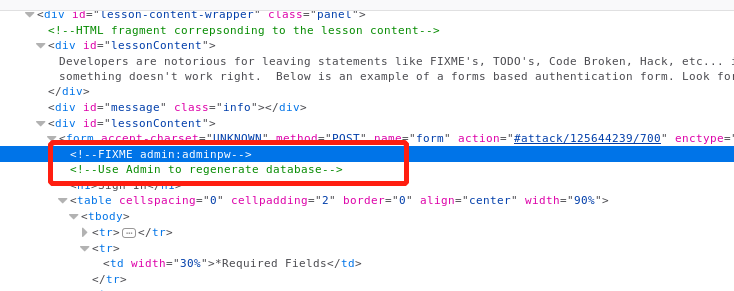 <div id="lesson-content-wrapper" class="panel">
<!--HTML fragment correpsonding to the lesson content-->
<div id="lessonContent">
Developers are notorious for leaving statements like FIXME's, TODO's, Code Broken, Hack, etc... i
something doesn't work right.  Below is an example of a forms based authentication form. Look for
</div>
<div id="message" class="info"></div>
<div id="lessonContent">
<form accept-charset="UNKNOWN" method="POST" name="form" action="#attack/125644239/700" enctype="
<!--FIXME admin:adminpw-->
<!--Use Admin to regenerate database-->
<h1>Sign In</h1>
<table cellspacing="0" cellpadding="2" border="0" align="center" width="90%">
<tbody>
<tr>…</tr>
<tr>
<td width="30%">*Required Fields</td>
</tr>